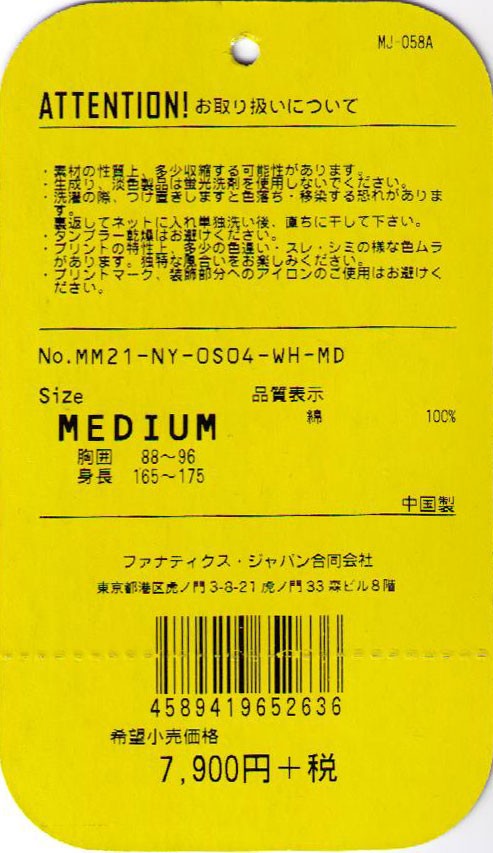 MJ-058A
ATTENTION! お取り扱いについて
・素材の性質上、多少収縮する可能性があります。
・生成り、淡色製品は蛍光洗剤を使用しないでください。
・洗濯の際、つけ置きしますと色落ち・移染する恐れがありま
す。
裏返してネットに入れ単独洗い後、直ちに干して下さい。
・タンブラー乾燥はお避けください。
・プリントの特性上、多少の色違い・スレ・シミの様な色ムラ
があります。独特な風合いをお楽しみください。
・プリントマーク、装飾部分へのアイロンのご使用はお避けく
ださい。
No.MM21-NY-OS04-WH-MD
Size 品質表示
MEDIUM 綿 100%
胸囲 88～96
身長 165～175
中国製
ファナティクス・ジャパン合同会社
東京都港区虎ノ門3-8-21 虎ノ門33 森ビル8階
4589419652636
希望小売価格
7,900円＋税